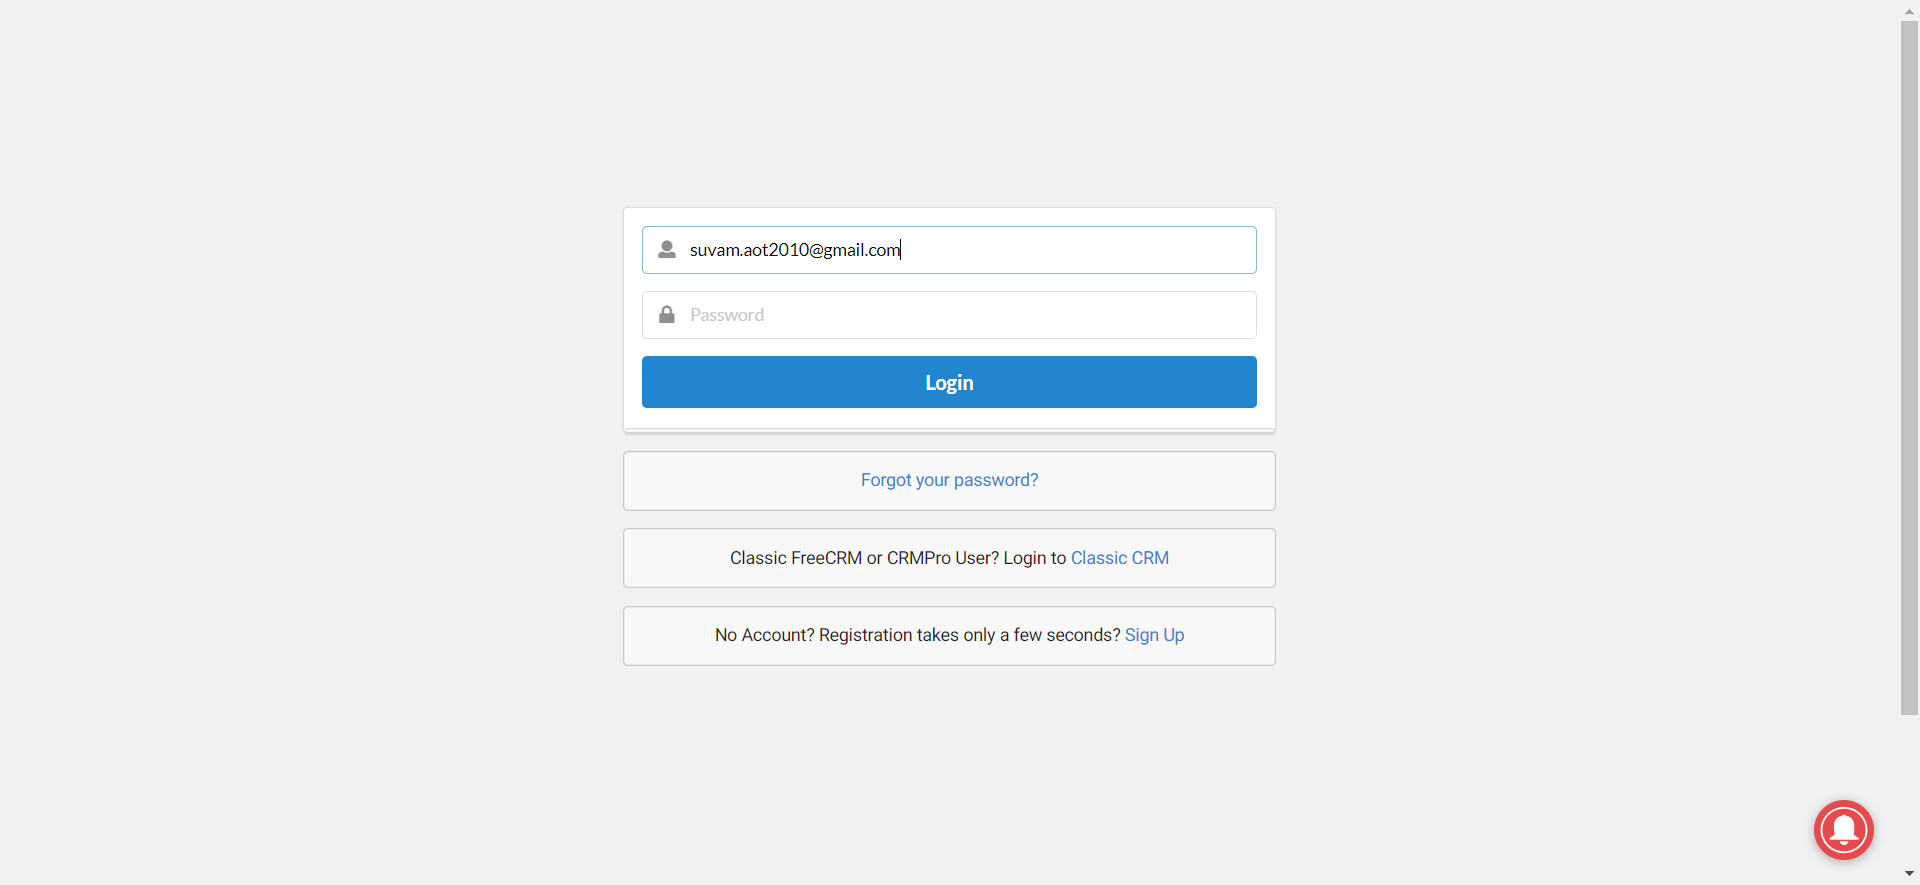 suvam.aot2010@gmail.com
Password
Login
Forgot your password?
Classic FreeCRM or CRMPro User? Login to Classic CRM
No Account? Registration takes only a few seconds? Sign Up